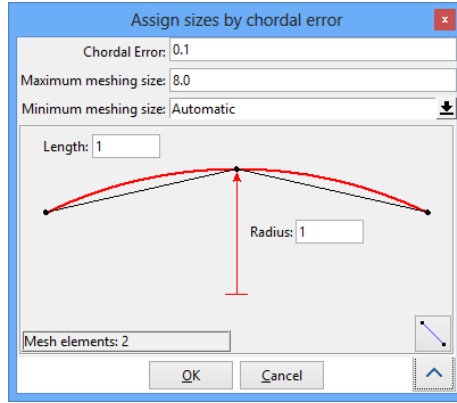 Assign sizes by chordal error
x
Chordal Error: 0.1
Maximum meshing size: 8.0
Minimum meshing size: Automatic
Length: 1
Radius: 1
Mesh elements: 2
OK Cancel